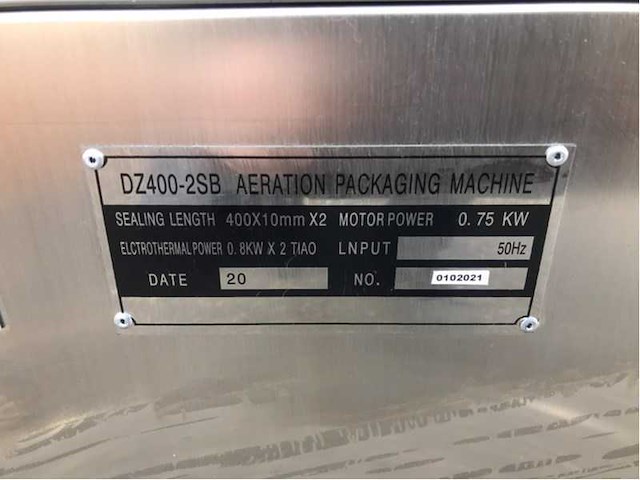 DZ400-2SB AERATION PACKAGING MACHINE
SEALING LENGTH 400X10mm X2 MOTOR POWER 0.75 KW
ELCTROTHERMAL POWER 0.8KW X 2 TIAO LNPUT 50Hz
DATE 20 NO. 0102021